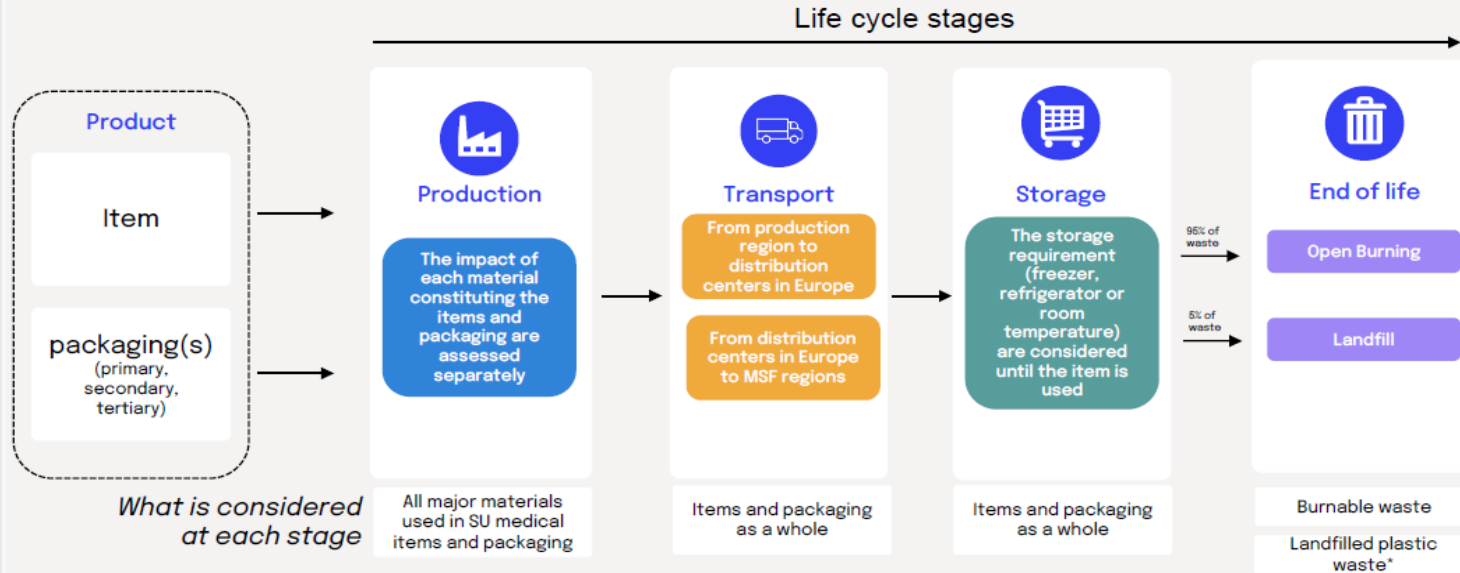 Life cycle stages
Product
Item
packaging(s)
(primary,
secondary,
tertiary)
Production
The impact of
each material
constituting the
items and
packaging are
assessed
separately
Transport
From production
region to
distribution
centers in Europe
From distribution
centers in Europe
to MSF regions
Storage
The storage
requirement
(freezer,
refrigerator or
room
temperature)
are considered
until the item is
used
95% of
waste
5% of
waste
End of life
Open Burning
Landfill
What is considered
at each stage
All major materials
used in SU medical
items and packaging
Items and packaging
as a whole
Items and packaging
as a whole
Burnable waste
Landfilled plastic
waste*